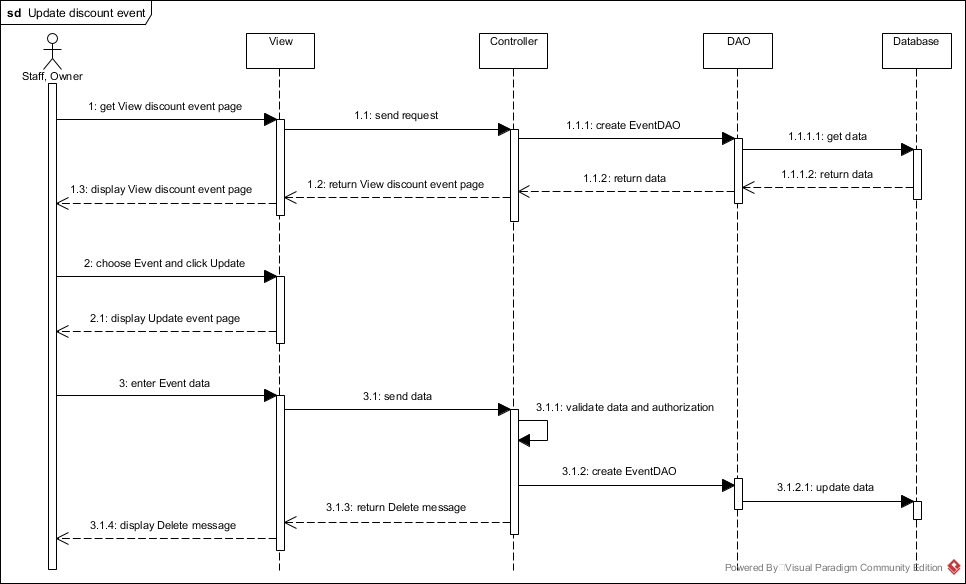 sd Update discount event
View
Controller
DAO
Database
Staff, Owner
1: get View discount event page
1.1: send request
1.1.1: create EventDAO
1.1.1.1: get data
1.1.1.2: return data
1.1.2: return data
1.2: return View discount event page
1.3: display View discount event page
2: choose Event and click Update
2.1: display Update event page
3: enter Event data
3.1: send data
3.1.1: validate data and authorization
3.1.2: create EventDAO
3.1.2.1: update data
3.1.3: return Delete message
3.1.4: display Delete message
Powered By Visual Paradigm Community Edition